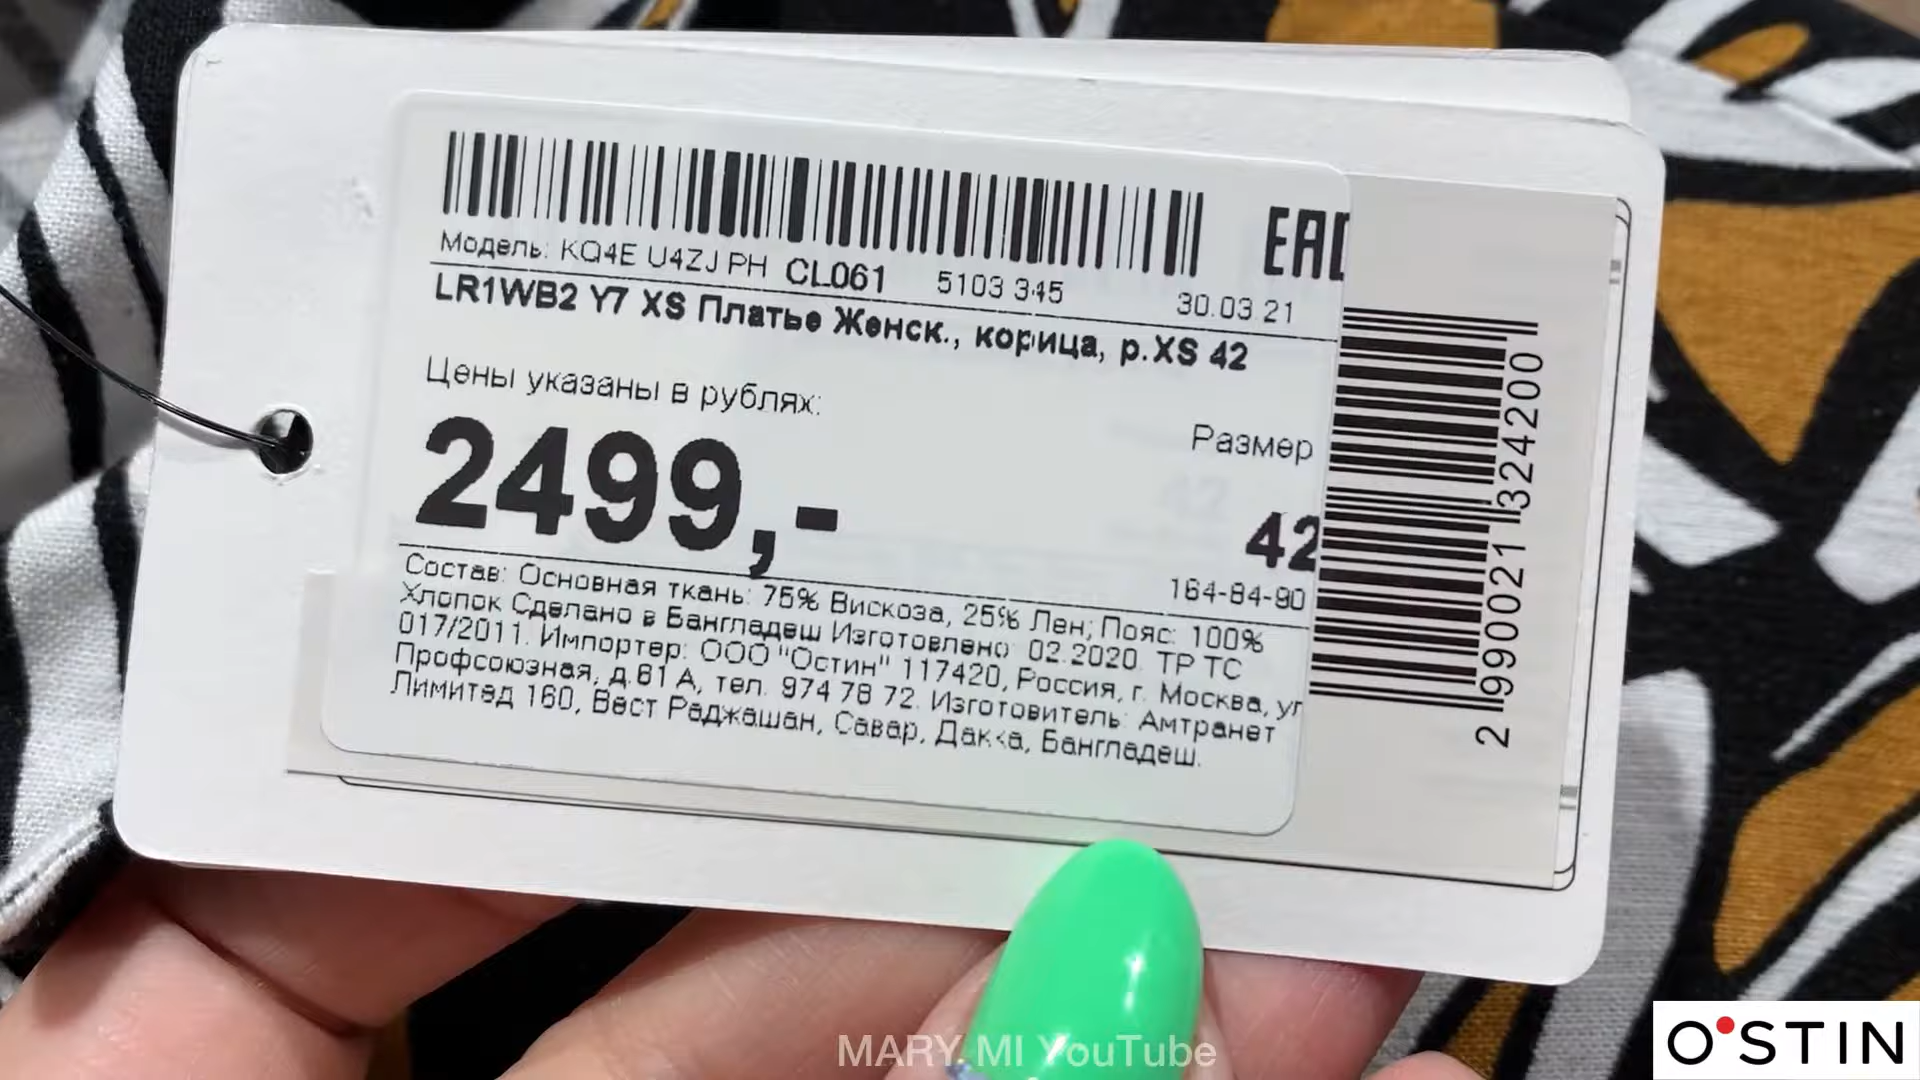 Модель: KQ4E U4ZJ PH CL061 5103 345 30.03.21
EAC
LR1WB2 Y7 XS Платье Женск., корица, р.XS 42
Цены указаны в рублях:
2499,-
Размер
42
164-84-90
Состав: Основная ткань: 75% Вискоза, 25% Лен; Пояс: 100%
Хлопок Сделано в Бангладеш Изготовлено: 02.2020. ТР ТС
017/2011. Импортер: ООО "Остин" 117420, Россия, г. Москва, ул
Профсоюзная, д.61 А, тел. 974 78 72. Изготовитель: Амтранет
Лимитед 160, Вест Раджашан, Савар, Дакка, Бангладеш.
2 990021 324200
MARY MI YouTube
O'STIN